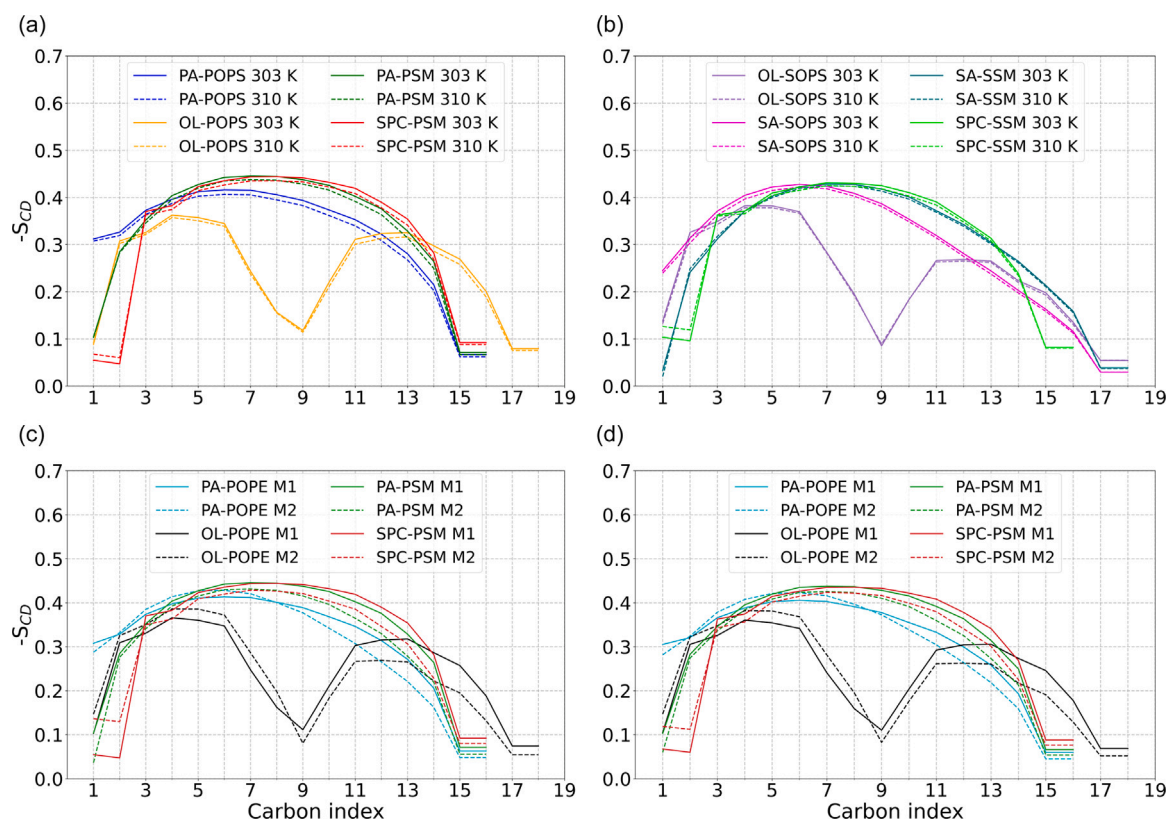 (a)
0.7
0.6
0.5
0.4
0.3
0.2
0.1
0.0
-S_CD
PA-POPS 303 K
PA-POPS 310 K
OL-POPS 303 K
OL-POPS 310 K
PA-PSM 303 K
PA-PSM 310 K
SPC-PSM 303 K
SPC-PSM 310 K
1 3 5 7 9 11 13 15 17 19
(b)
0.7
0.6
0.5
0.4
0.3
0.2
0.1
0.0
OL-SOPS 303 K
OL-SOPS 310 K
SA-SOPS 303 K
SA-SOPS 310 K
SA-SSM 303 K
SA-SSM 310 K
SPC-SSM 303 K
SPC-SSM 310 K
1 3 5 7 9 11 13 15 17 19
(c)
0.7
0.6
0.5
0.4
0.3
0.2
0.1
0.0
-S_CD
PA-POPE M1
PA-POPE M2
OL-POPE M1
OL-POPE M2
PA-PSM M1
PA-PSM M2
SPC-PSM M1
SPC-PSM M2
1 3 5 7 9 11 13 15 17 19
Carbon index
(d)
0.7
0.6
0.5
0.4
0.3
0.2
0.1
0.0
PA-POPE M1
PA-POPE M2
OL-POPE M1
OL-POPE M2
PA-PSM M1
PA-PSM M2
SPC-PSM M1
SPC-PSM M2
1 3 5 7 9 11 13 15 17 19
Carbon index